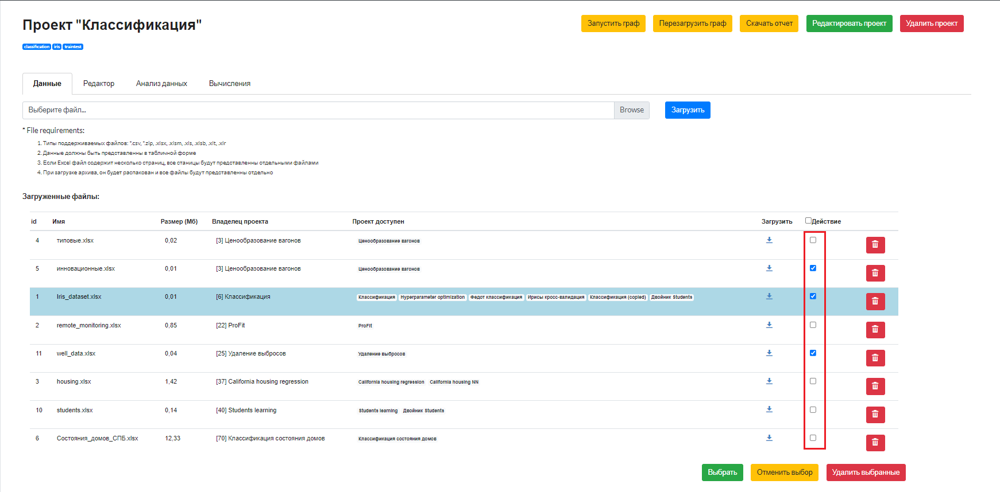 Проект "Классификация"
Запустить граф Перезагрузить граф Скачать отчет Редактировать проект Удалить проект
classification iris traintest
Данные Редактор Анализ данных Вычисления
Выберите файл... Browse Загрузить
* File requirements:
1. Типы поддерживаемых файлов: *.csv, *.zip, .xlsx, .xlsm, .xls, .xlsb, .xlt, .xlr
2. Данные должны быть представленны в табличной форме
3. Если Excel файл содержит несколько страниц, все станицы будут представленны отдельными файлами
4. При загрузке архива, он будет распакован и все файлы будут представленны отдельно
Загруженные файлы:
id Имя Размер (Мб) Владелец проекта Проект доступен Загрузить Действие
4 типовые.xlsx 0,02 [3] Ценообразование вагонов Ценообразование вагонов
5 инновационные.xlsx 0,01 [3] Ценообразование вагонов Ценообразование вагонов
1 Iris_dataset.xlsx 0,01 [6] Классификация Классификация Hyperparameter optimization Федот классификация Ирисы кросс-валидация Классификация (copied) Двойник Students
2 remote_monitoring.xlsx 0,85 [22] ProFit ProFit
11 well_data.xlsx 0,04 [25] Удаление выбросов Удаление выбросов
3 housing.xlsx 1,42 [37] California housing regression California housing regression California housing NN
10 students.xlsx 0,14 [40] Students learning Students learning Двойник Students
6 Состояния_домов_СПБ.xlsx 12,33 [70] Классификация состояния домов Классификация состояния домов
Выбрать Отменить выбор Удалить выбранные